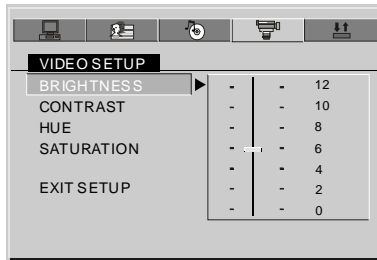 VIDEO SETUP
BRIGHTNESS
CONTRAST
HUE
SATURATION
EXIT SETUP
12
10
8
6
4
2
0